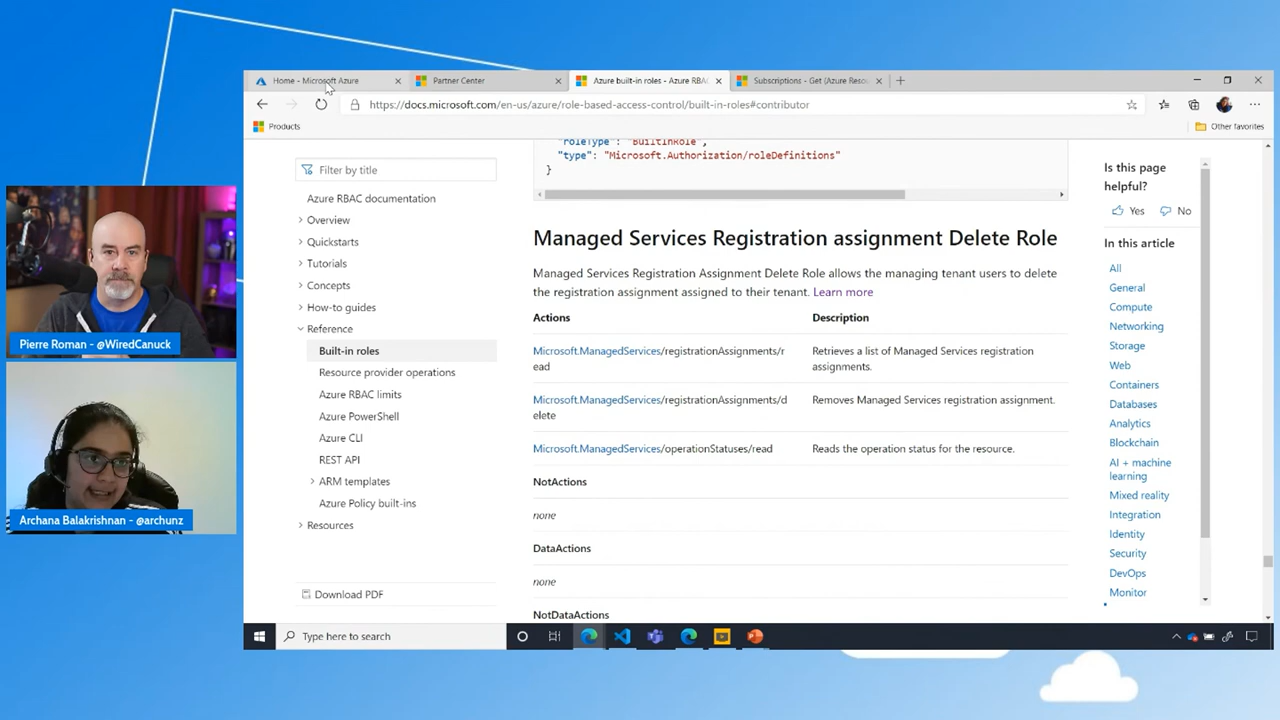 Home - Microsoft Azure
Partner Center
Azure built-in roles - Azure RBAC
Subscriptions - Get (Azure Resou
https://docs.microsoft.com/en-us/azure/role-based-access-control/built-in-roles#contributor
Products
Other favorites
Filter by title
Azure RBAC documentation
Overview
Quickstarts
Tutorials
Concepts
How-to guides
Reference
Built-in roles
Resource provider operations
Azure RBAC limits
Azure PowerShell
Azure CLI
REST API
ARM templates
Azure Policy built-ins
Resources
Download PDF
"roleType": "BuiltInRole",
"type": "Microsoft.Authorization/roleDefinitions"
}
Managed Services Registration assignment Delete Role
Managed Services Registration Assignment Delete Role allows the managing tenant users to delete
the registration assignment assigned to their tenant. Learn more
Actions
Description
Microsoft.ManagedServices/registrationAssignments/r
ead
Retrieves a list of Managed Services registration
assignments.
Microsoft.ManagedServices/registrationAssignments/d
elete
Removes Managed Services registration assignment.
Microsoft.ManagedServices/operationStatuses/read
Reads the operation status for the resource.
NotActions
none
DataActions
none
NotDataActions
Is this page
helpful?
Yes
No
In this article
All
General
Compute
Networking
Storage
Web
Containers
Databases
Analytics
Blockchain
AI + machine
learning
Mixed reality
Integration
Identity
Security
DevOps
Monitor
Type here to search
Pierre Roman - @WiredCanuck
Archana Balakrishnan - @archunz